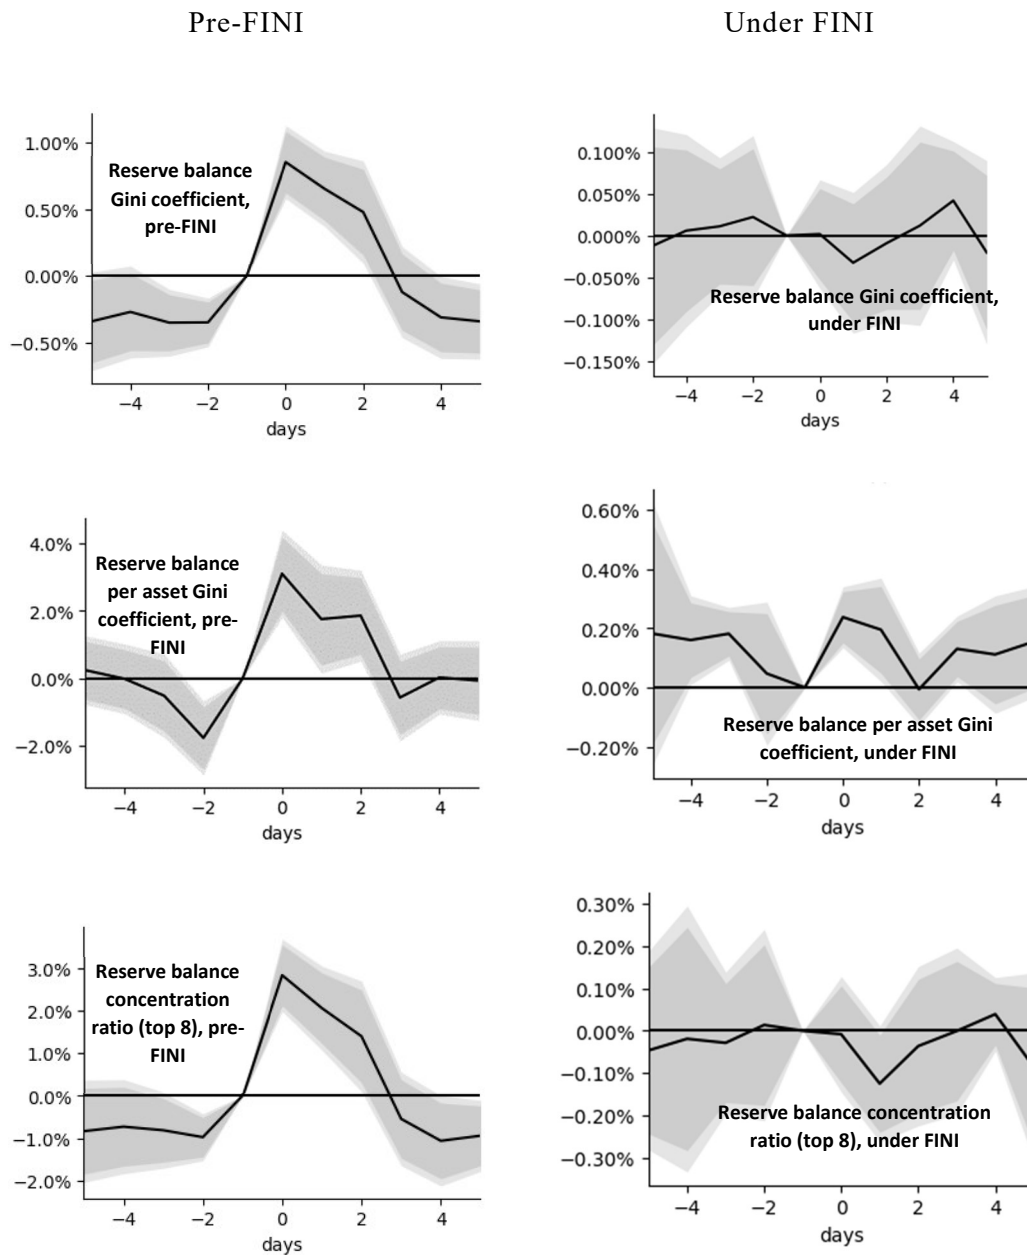 Pre-FINI
Under FINI
1.00%
0.50%
0.00%
−0.50%
Reserve balance
Gini coefficient,
pre-FINI
−4 −2 0 2 4
days
0.100%
0.050%
0.000%
−0.050%
−0.100%
−0.150%
Reserve balance Gini coefficient,
under FINI
−4 −2 0 2 4
days
4.0%
2.0%
0.0%
−2.0%
Reserve balance
per asset Gini
coefficient, pre-
FINI
−4 −2 0 2 4
days
0.60%
0.40%
0.20%
0.00%
−0.20%
Reserve balance per asset Gini
coefficient, under FINI
−4 −2 0 2 4
days
3.0%
2.0%
1.0%
0.0%
−1.0%
−2.0%
Reserve balance
concentration
ratio (top 8), pre-
FINI
−4 −2 0 2 4
days
0.30%
0.20%
0.10%
0.00%
−0.10%
−0.20%
−0.30%
Reserve balance concentration
ratio (top 8), under FINI
−4 −2 0 2 4
days